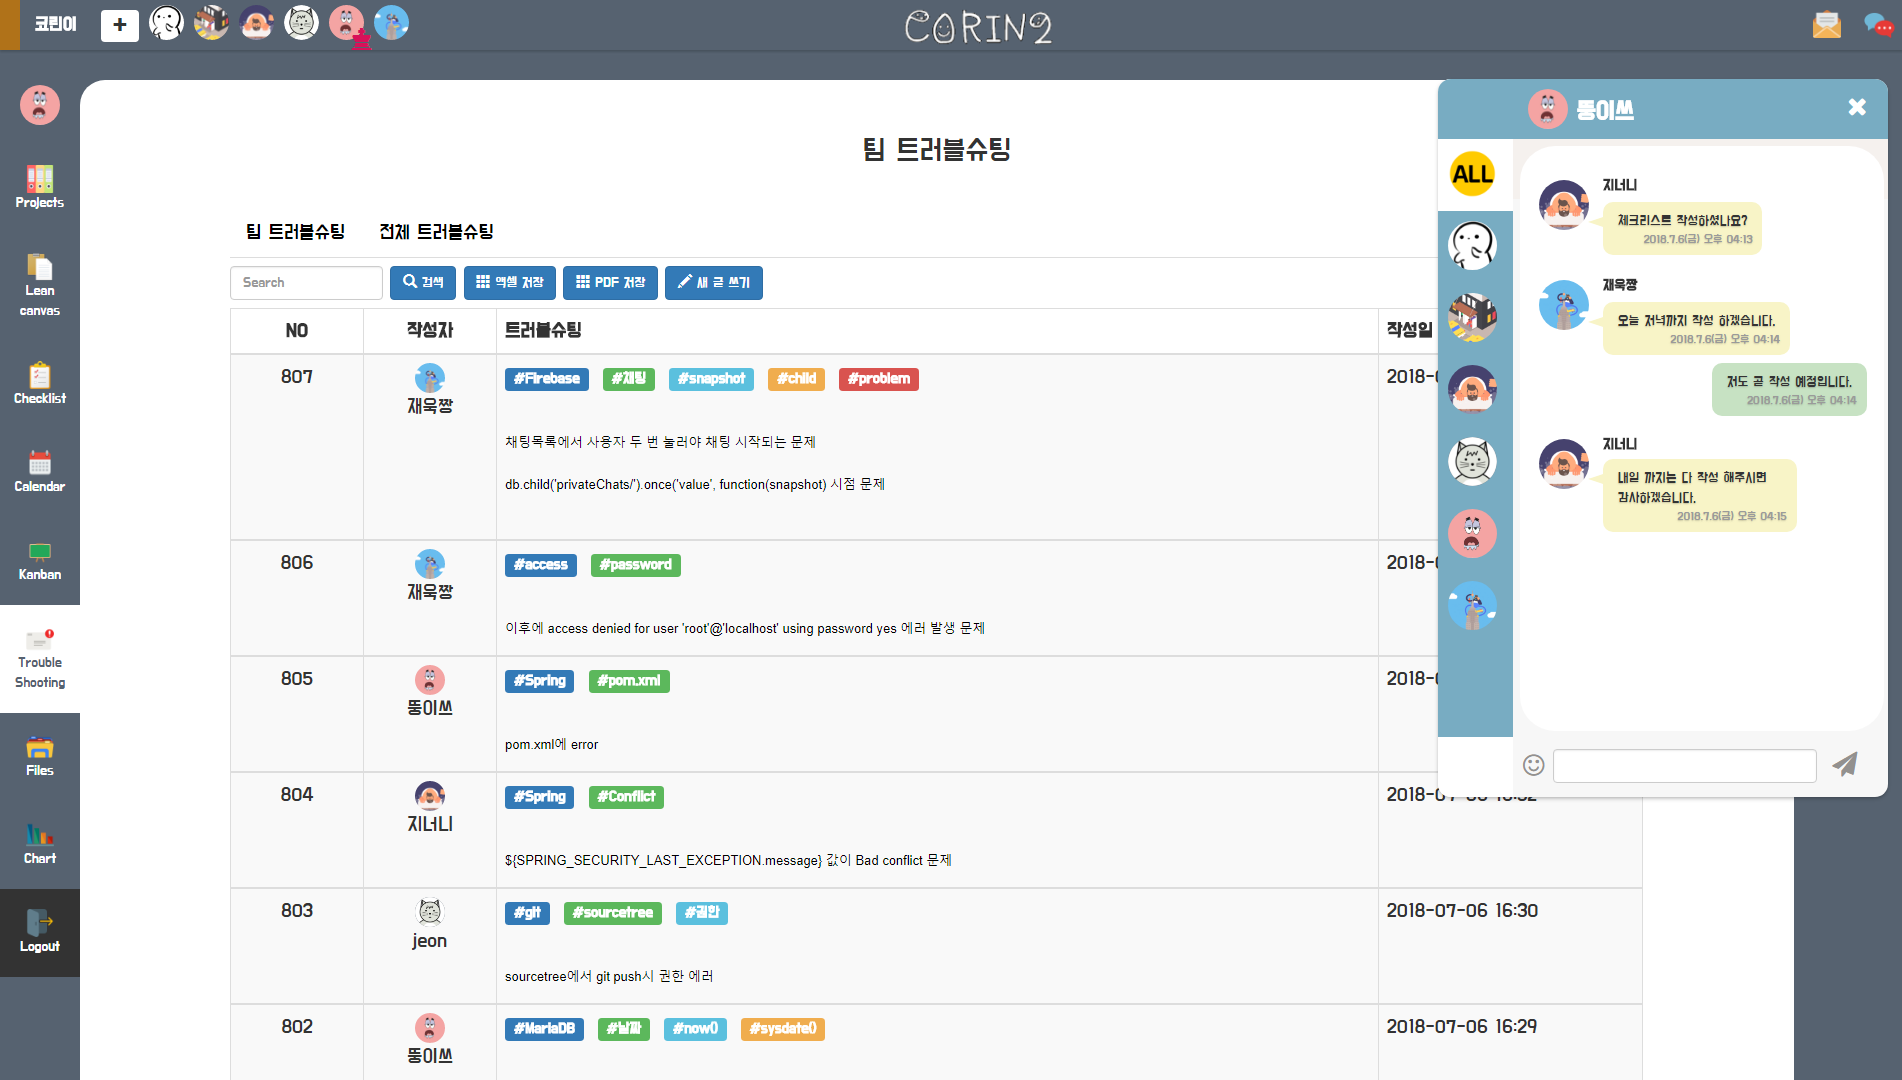 코린이
+
CORIN2
Projects
Lean
canvas
Checklist
Calendar
Kanban
Trouble
Shooting
Files
Chart
Logout
팀 트러블슈팅
팀 트러블슈팅 전체 트러블슈팅
Search 검색 엑셀 저장 PDF 저장 새 글 쓰기
NO 작성자 트러블슈팅 작성일
807 재욱짱 #Firebase #채팅 #snapshot #child #problem 2018-0
채팅목록에서 사용자 두 번 눌러야 채팅 시작되는 문제
db.child('privateChats/').once('value', function(snapshot) 시점 문제
806 재욱짱 #access #password 2018-0
이후에 access denied for user 'root'@'localhost' using password yes 에러 발생 문제
805 뚱이쓰 #Spring #pom.xml 2018-0
pom.xml에 error
804 지너니 #Spring #Conflict 2018-07-06 16:32
${SPRING_SECURITY_LAST_EXCEPTION.message} 값이 Bad conflict 문제
803 jeon #git #sourcetree #권한 2018-07-06 16:30
sourcetree에서 git push시 권한 에러
802 뚱이쓰 #MariaDB #날짜 #now() #sysdate() 2018-07-06 16:29
뚱이쓰
ALL
지너니
체크리스트 작성하셨나요?
2018.7.6(금) 오후 04:13
재욱짱
오늘 저녁까지 작성 하겠습니다.
2018.7.6(금) 오후 04:14
저도 곧 작성 예정입니다.
2018.7.6(금) 오후 04:14
지너니
내일 까지는 다 작성 해주시면
감사하겠습니다.
2018.7.6(금) 오후 04:15